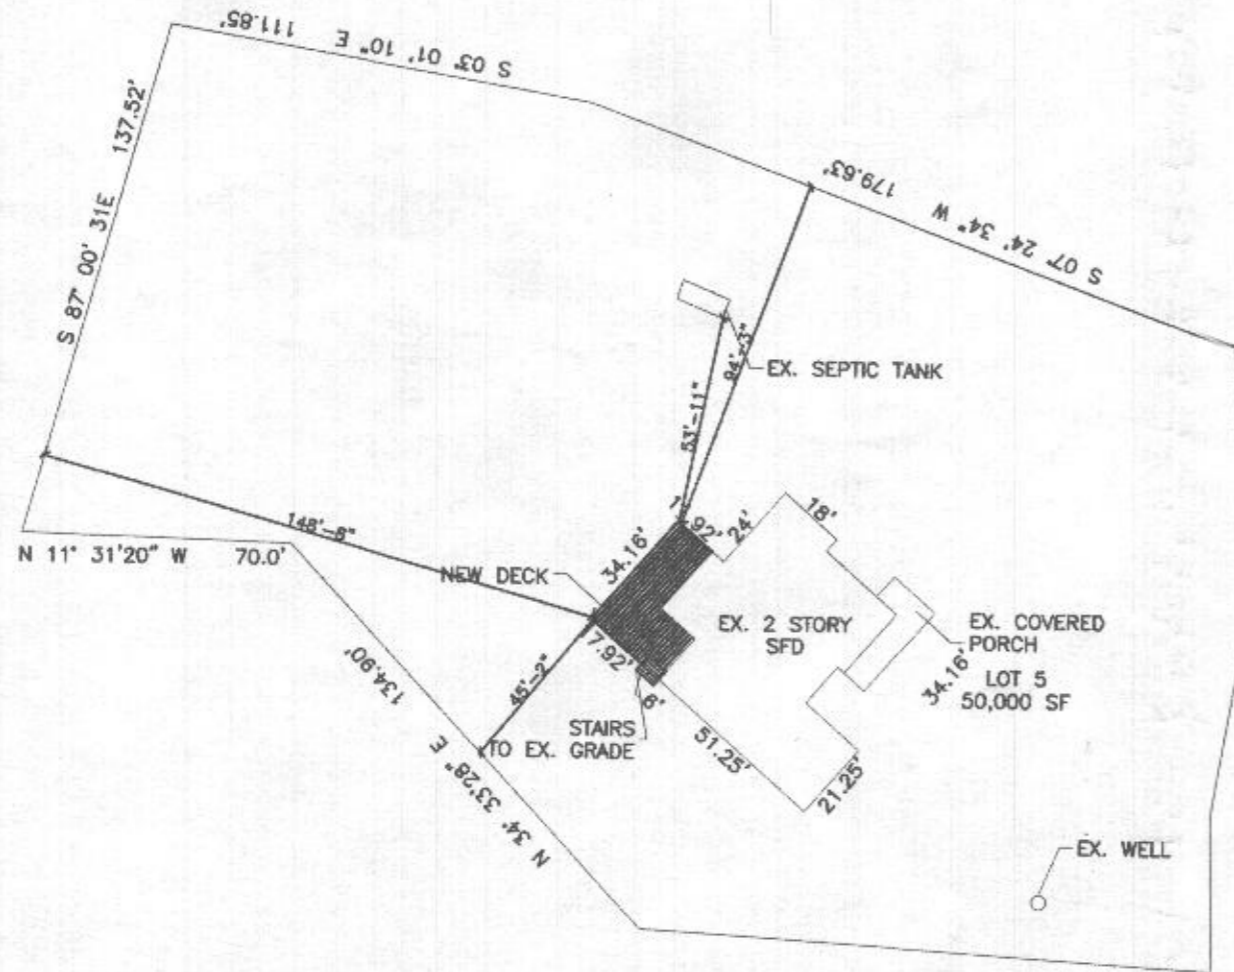 S 03° 01' 10" E 111.85'
S 87° 00' 31E 137.52'
S 07° 24' 34" W 179.63'
EX. SEPTIC TANK
94'-3"
53'-11"
148'-6"
N 11° 31'20" W 70.0'
NEW DECK
34.16'
24'
18'
EX. 2 STORY
SFD
EX. COVERED
PORCH
34.16'
LOT 5
50,000 SF
7.92'
6'
45'-2"
STAIRS
TO EX. GRADE
51.25'
21.25'
134.90'
N 34° 33'28" E
EX. WELL